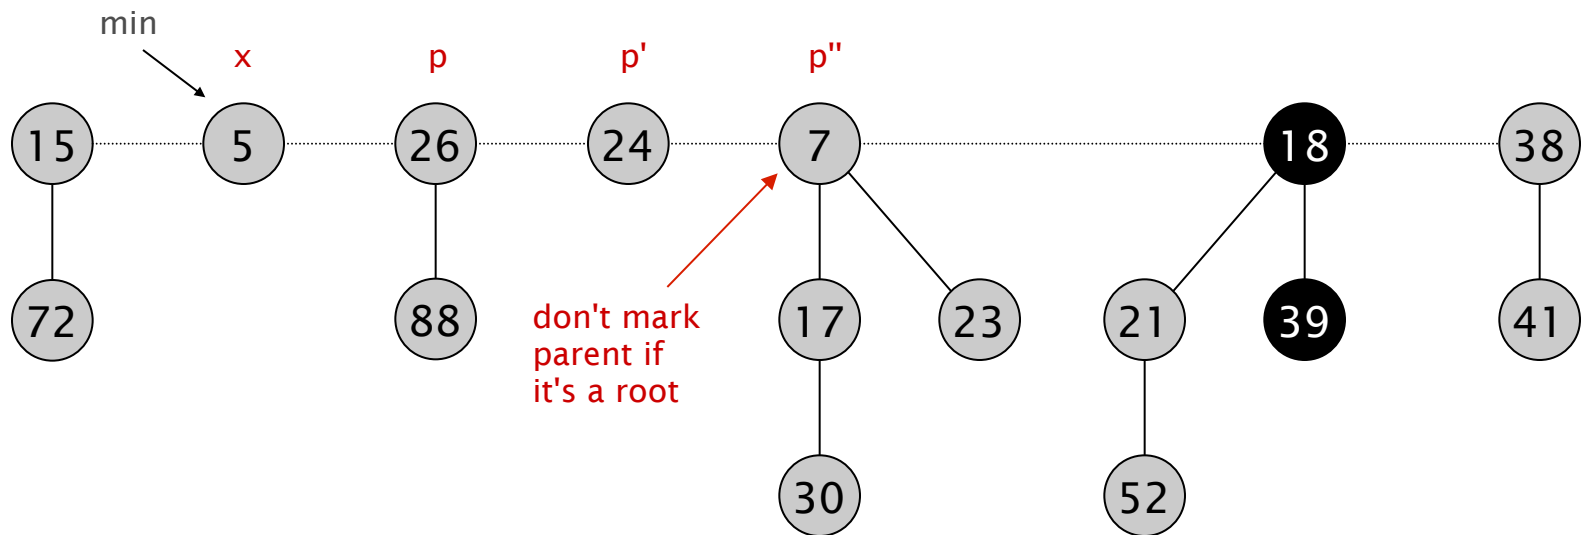 min
x p p' p''
15 5 26 24 7 18 38
72 88 17 23 21 39 41
don't mark
parent if
it's a root
30 52